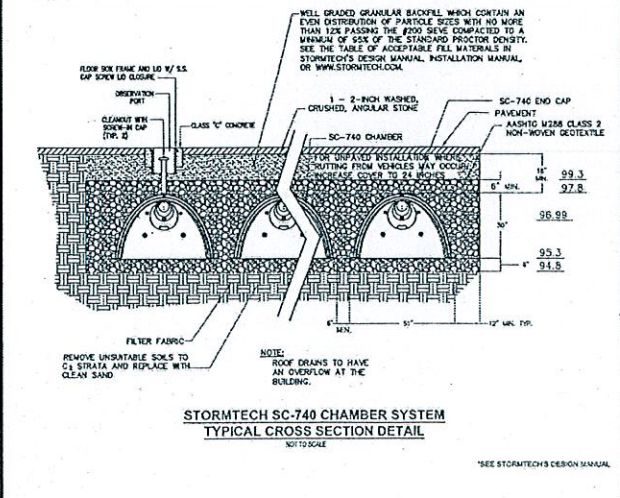 WELL GRADED GRANULAR BACKFILL WHICH CONTAIN AN
EVEN DISTRIBUTION OF PARTICLE SIZES WITH NO MORE
THAN 12% PASSING THE #200 SIEVE COMPACTED TO A
MINIMUM OF 95% OF THE STANDARD PROCTOR DENSITY.
SEE THE TABLE OF ACCEPTABLE FILL MATERIALS IN
STORMTECH'S DESIGN MANUAL, INSTALLATION MANUAL,
OR WWW.STORMTECH.COM.
FLOOR BOX FRAME AND LID W/ S.S.
CAP SCREW LID CLOSURE
OBSERVATION
PORT
CLEANOUT WITH
SCREW-IN CAP
(TYP. 2)
CLASS "C" CONCRETE
1 - 2-INCH WASHED,
CRUSHED, ANGULAR STONE
SC-740 CHAMBER
SC-740 END CAP
PAVEMENT
AASHTO M288 CLASS 2
NON-WOVEN GEOTEXTILE
FOR UNPAVED INSTALLATION WHERE
RUTTING FROM VEHICLES MAY OCCUR,
INCREASE COVER TO 24 INCHES
18"
MIN.
99.3
6" MIN.
97.8
30"
96.99
95.3
6"
94.8
6"
MIN.
51"
12" MIN. TYP.
FILTER FABRIC
REMOVE UNSUITABLE SOILS TO
STRATA AND REPLACE WITH
CLEAN SAND
NOTE:
ROOF DRAINS TO HAVE
AN OVERFLOW AT THE
BUILDING.
STORMTECH SC-740 CHAMBER SYSTEM
TYPICAL CROSS SECTION DETAIL
NOT TO SCALE
*SEE STORMTECH'S DESIGN MANUAL